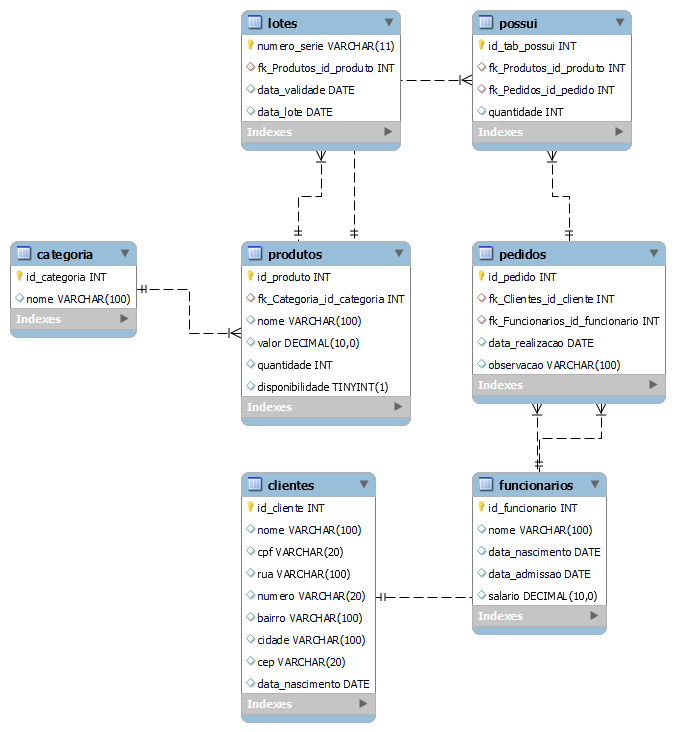 lotes
numero_serie VARCHAR(11)
fk_Produtos_id_produto INT
data_validade DATE
data_lote DATE
Indexes
possui
id_tab_possui INT
fk_Produtos_id_produto INT
fk_Pedidos_id_pedido INT
quantidade INT
Indexes
categoria
id_categoria INT
nome VARCHAR(100)
Indexes
produtos
id_produto INT
fk_Categoria_id_categoria INT
nome VARCHAR(100)
valor DECIMAL(10,0)
quantidade INT
disponibilidade TINYINT(1)
Indexes
pedidos
id_pedido INT
fk_Clientes_id_cliente INT
fk_Funcionarios_id_funcionario INT
data_realizacao DATE
observacao VARCHAR(100)
Indexes
clientes
id_cliente INT
nome VARCHAR(100)
cpf VARCHAR(20)
rua VARCHAR(100)
numero VARCHAR(20)
bairro VARCHAR(100)
cidade VARCHAR(100)
cep VARCHAR(20)
data_nascimento DATE
Indexes
funcionarios
id_funcionario INT
nome VARCHAR(100)
data_nascimento DATE
data_admissao DATE
salario DECIMAL(10,0)
Indexes